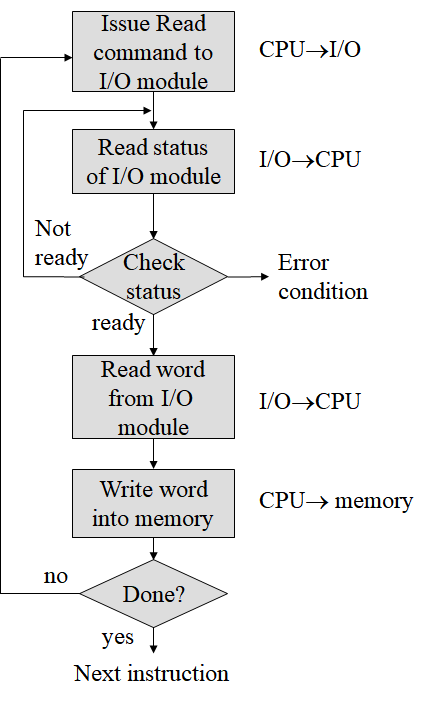 Issue Read
command to
I/O module
CPU→I/O
Read status
of I/O module
I/O→CPU
Not
ready
Check
status
Error
condition
ready
Read word
from I/O
module
I/O→CPU
Write word
into memory
CPU→ memory
no
Done?
yes
Next instruction